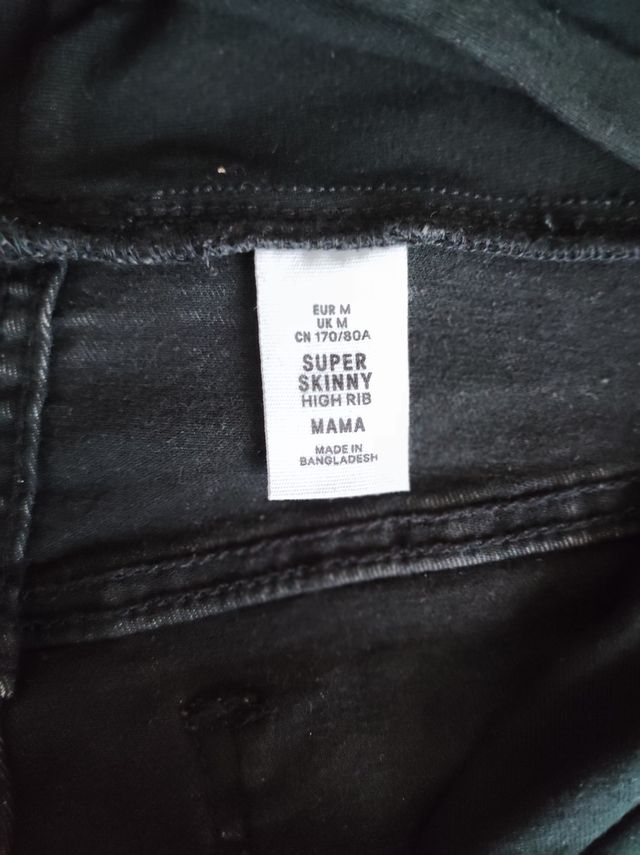 EUR M
UK M
CN 170/80A
SUPER
SKINNY
HIGH RIB
MAMA
MADE IN
BANGLADESH